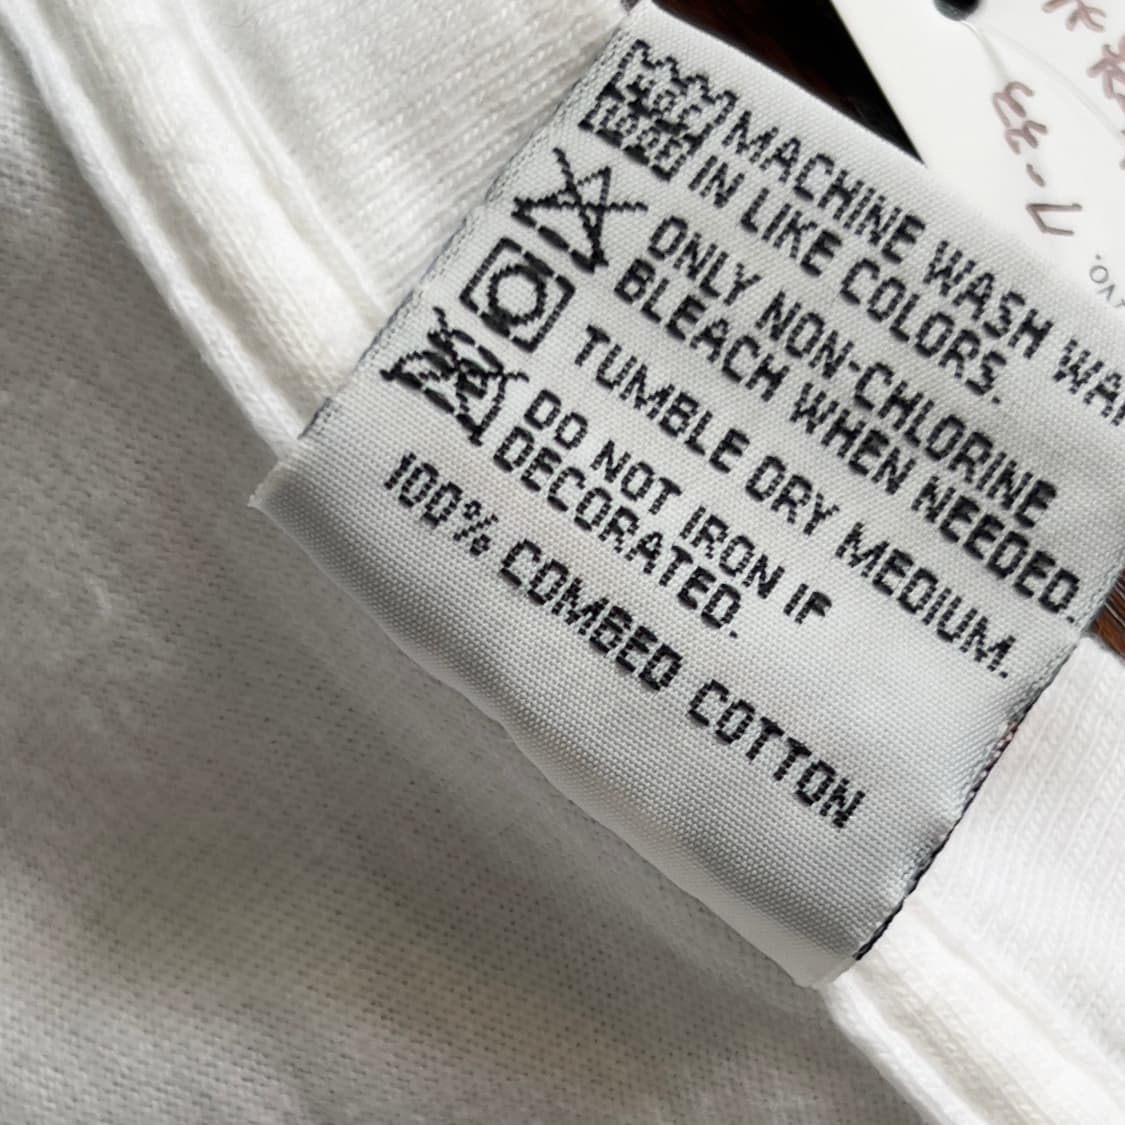 MACHINE WASH WAR
IN LIKE COLORS.
ONLY NON-CHLORINE
BLEACH WHEN NEEDED.
TUMBLE DRY MEDIUM.
DO NOT IRON IF
DECORATED.
100% COMBED COTTON